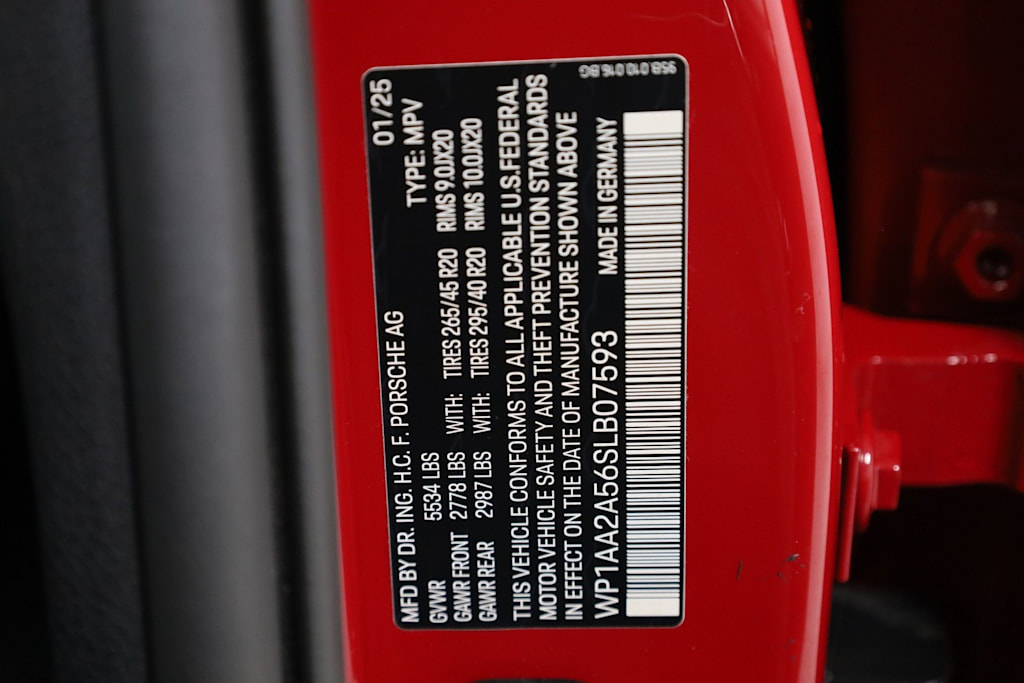 MFD BY DR. ING. H.C. F. PORSCHE AG 01/25
TYPE: MPV
GVWR 5534 LBS
GAWR FRONT 2778 LBS WITH: TIRES 265/45 R20 RIMS 9.0JX20
GAWR REAR 2987 LBS WITH: TIRES 295/40 R20 RIMS 10.0JX20
THIS VEHICLE CONFORMS TO ALL APPLICABLE U.S. FEDERAL
MOTOR VEHICLE SAFETY AND THEFT PREVENTION STANDARDS
IN EFFECT ON THE DATE OF MANUFACTURE SHOWN ABOVE
WP1AA2A56SLB07593 MADE IN GERMANY
95B.010.016.BG